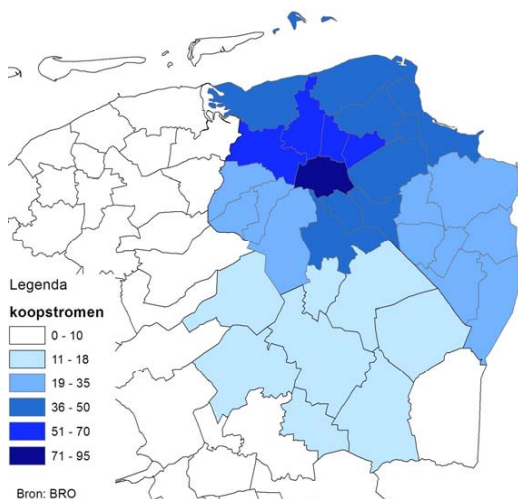 Legenda
koopstromen
0 - 10
11 - 18
19 - 35
36 - 50
51 - 70
71 - 95
Bron: BRO